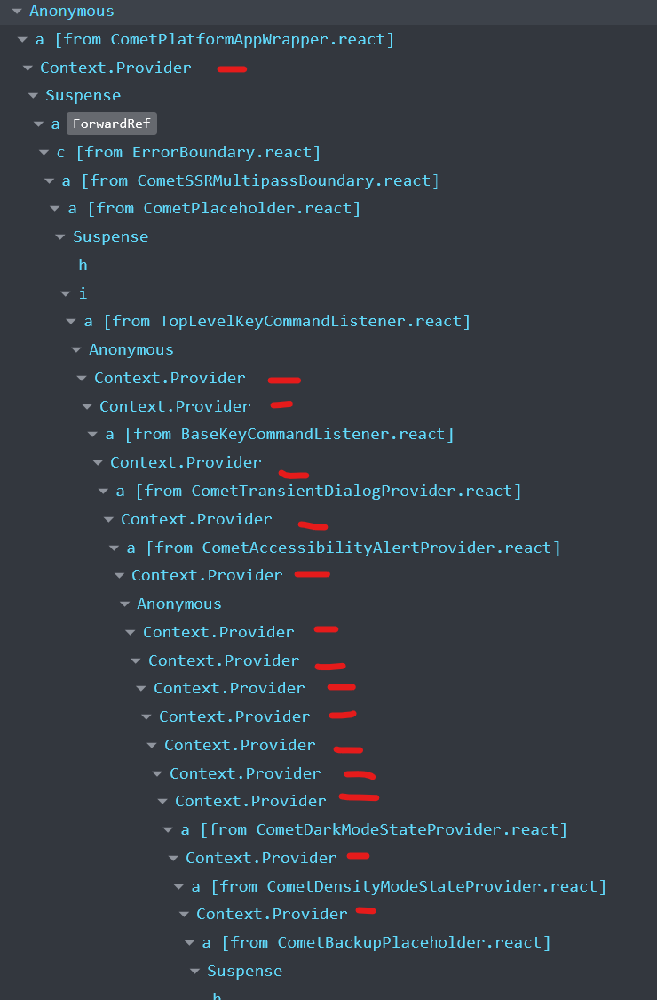 Anonymous
a [from CometPlatformAppWrapper.react]
Context.Provider
Suspense
a ForwardRef
c [from ErrorBoundary.react]
a [from CometSSRMultipassBoundary.react]
a [from CometPlaceholder.react]
Suspense
h
i
a [from TopLevelKeyCommandListener.react]
Anonymous
Context.Provider
Context.Provider
a [from BaseKeyCommandListener.react]
Context.Provider
a [from CometTransientDialogProvider.react]
Context.Provider
a [from CometAccessibilityAlertProvider.react]
Context.Provider
Anonymous
Context.Provider
Context.Provider
Context.Provider
Context.Provider
Context.Provider
Context.Provider
Context.Provider
a [from CometDarkModeStateProvider.react]
Context.Provider
a [from CometDensityModeStateProvider.react]
Context.Provider
a [from CometBackupPlaceholder.react]
Suspense
h